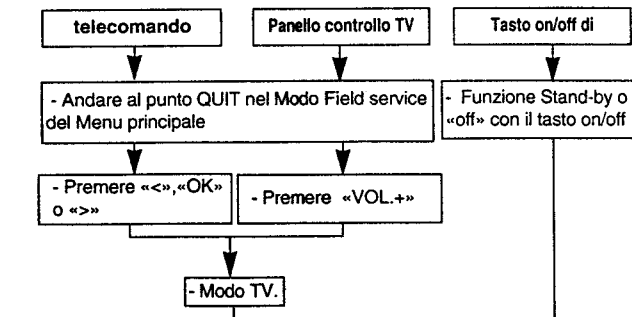 telecomando
Panello controllo TV
Tasto on/off di
- Andare al punto QUIT nel Modo Field service
del Menu principale
- Funzione Stand-by o
«off» con il tasto on/off
- Premere «<»,«OK»
o «>»
- Premere «VOL.+»
- Modo TV.